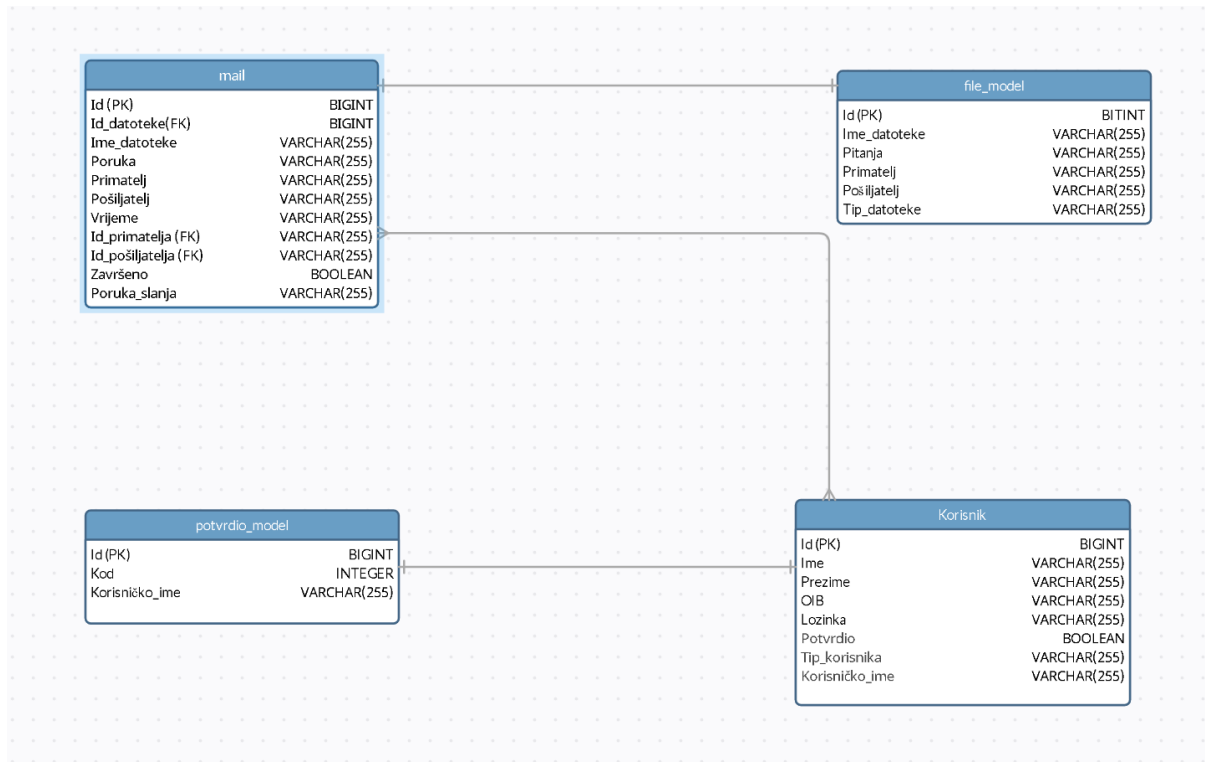 mail
Id (PK) BIGINT
Id_datoteke(FK) BIGINT
Ime_datoteke VARCHAR(255)
Poruka VARCHAR(255)
Primatelj VARCHAR(255)
Pošiljatelj VARCHAR(255)
Vrijeme VARCHAR(255)
Id_primatelja (FK) VARCHAR(255)
Id_pošiljatelja (FK) VARCHAR(255)
Završeno BOOLEAN
Poruka_slanja VARCHAR(255)
file_model
Id (PK) BITINT
Ime_datoteke VARCHAR(255)
Pitanja VARCHAR(255)
Primatelj VARCHAR(255)
Pošiljatelj VARCHAR(255)
Tip_datoteke VARCHAR(255)
potvrdio_model
Id (PK) BIGINT
Kod INTEGER
Korisničko_ime VARCHAR(255)
Korisnik
Id (PK) BIGINT
Ime VARCHAR(255)
Prezime VARCHAR(255)
OIB VARCHAR(255)
Lozinka VARCHAR(255)
Potvrdio BOOLEAN
Tip_korisnika VARCHAR(255)
Korisničko_ime VARCHAR(255)